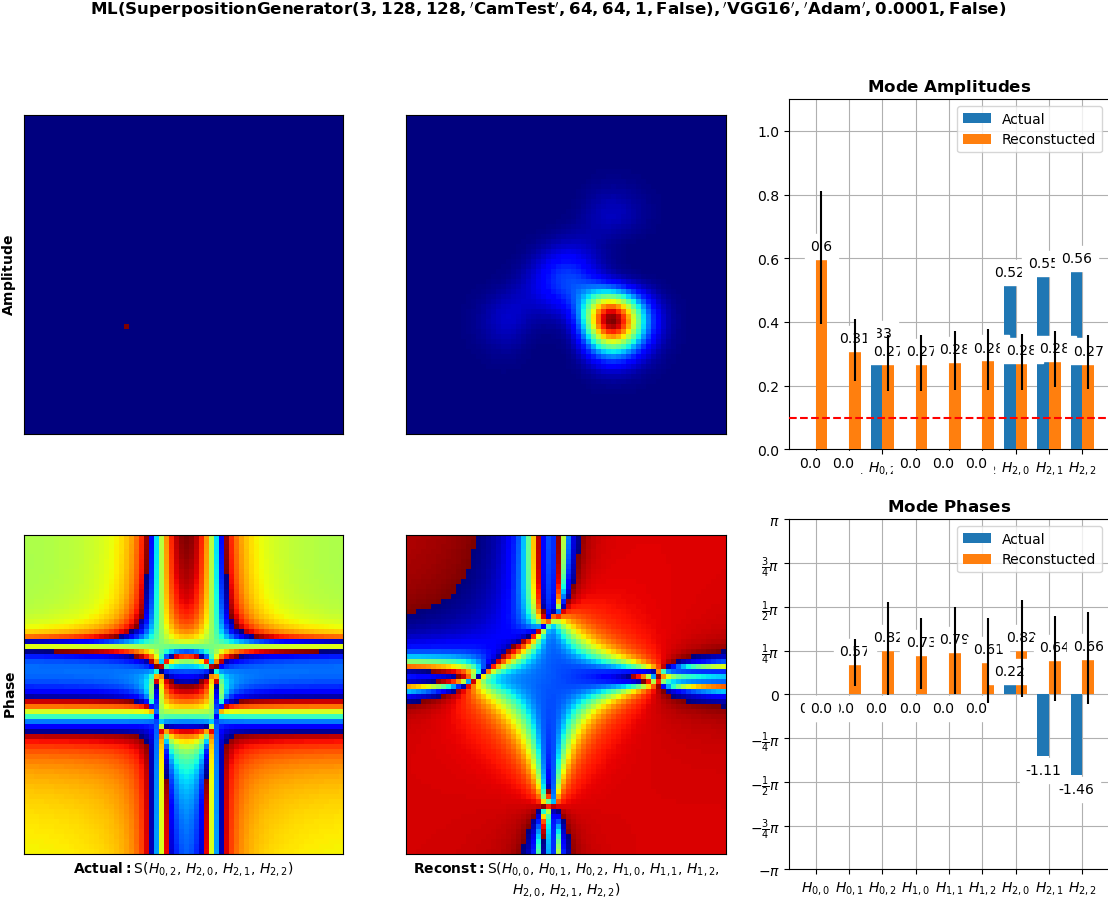 ML(SuperpositionGenerator(3, 128, 128, 'CamTest', 64, 64, 1, False), 'VGG16', 'Adam', 0.0001, False)
Amplitude
Mode Amplitudes
Actual
Reconstucted
1.0
0.8
0.6
0.4
0.2
0.0
0.6
0.31
33
0.27
0.27
0.28
0.28
0.52
0.28
0.55
0.28
0.56
0.27
0.0 0.0 0.0 0.0 0.0
H0,2 H2,0 H2,1 H2,2
Phase
Mode Phases
Actual
Reconstucted
π
3/4π
1/2π
1/4π
0
−1/4π
−1/2π
−3/4π
−π
0.57
0.82
0.73
0.79
0.61
0.82
0.22
0.64
0.66
0.0 0.0 0.0 0.0 0.0
-1.11
-1.46
H0,0 H0,1 H0,2 H1,0 H1,1 H1,2 H2,0 H2,1 H2,2
Actual: S(H0,2, H2,0, H2,1, H2,2)
Reconst: S(H0,0, H0,1, H0,2, H1,0, H1,1, H1,2,
H2,0, H2,1, H2,2)